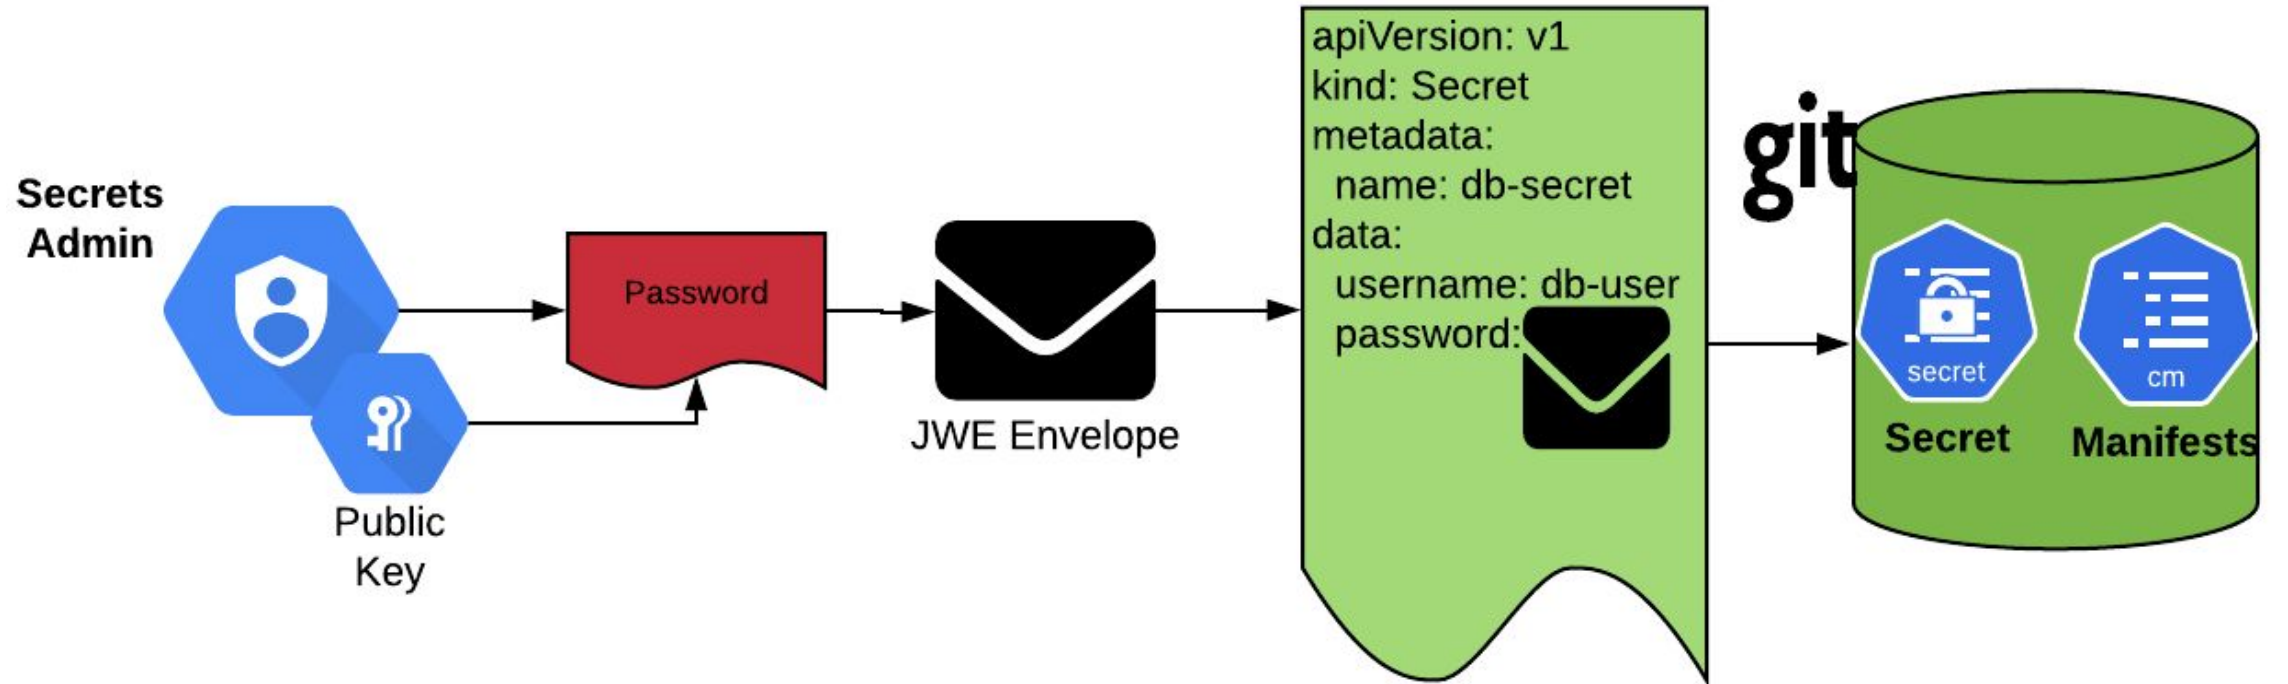 Secrets
Admin
Public
Key
Password
JWE Envelope
apiVersion: v1
kind: Secret
metadata:
  name: db-secret
data:
  username: db-user
  password:
git
secret
Secret
cm
Manifests